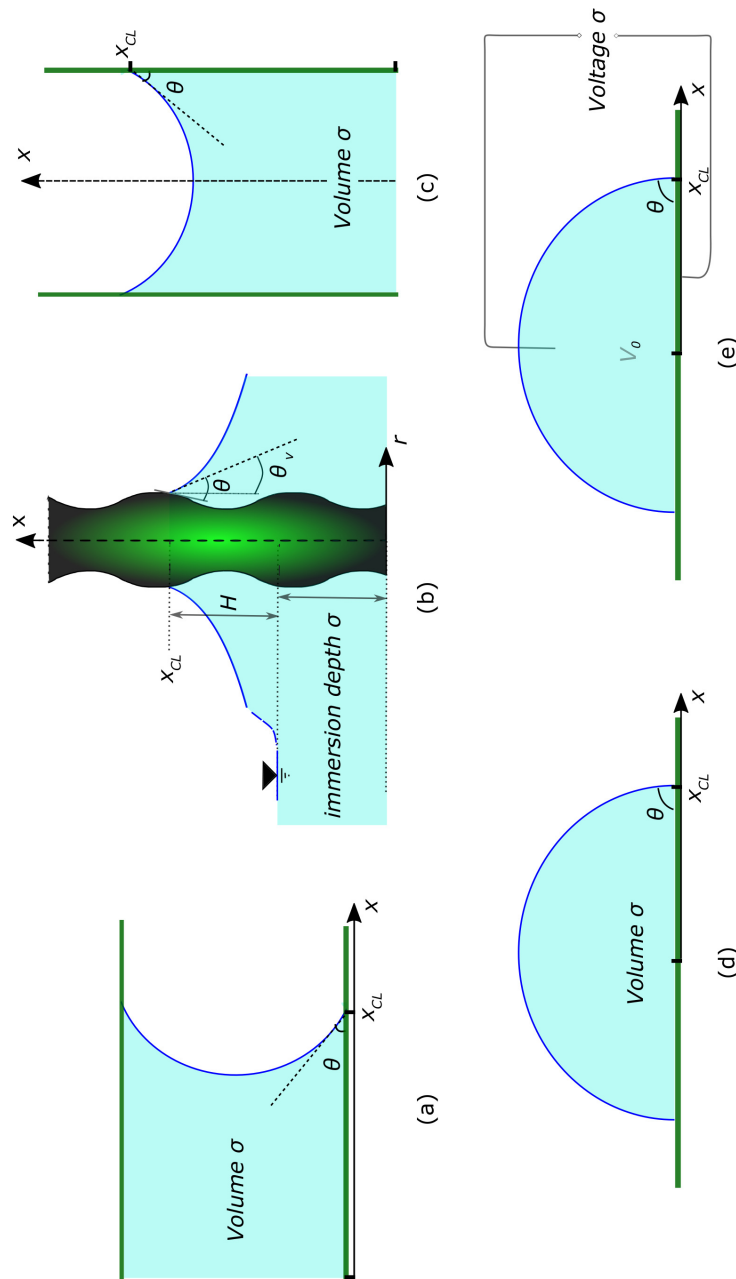 Volume σ
θ
x_CL
x
(a)
x
x_CL
H
θ
θ_v
immersion depth σ
r
(b)
x
x_CL
θ
Volume σ
(c)
Volume σ
θ
x_CL
x
(d)
Voltage σ
V_0
θ
x_CL
x
(e)